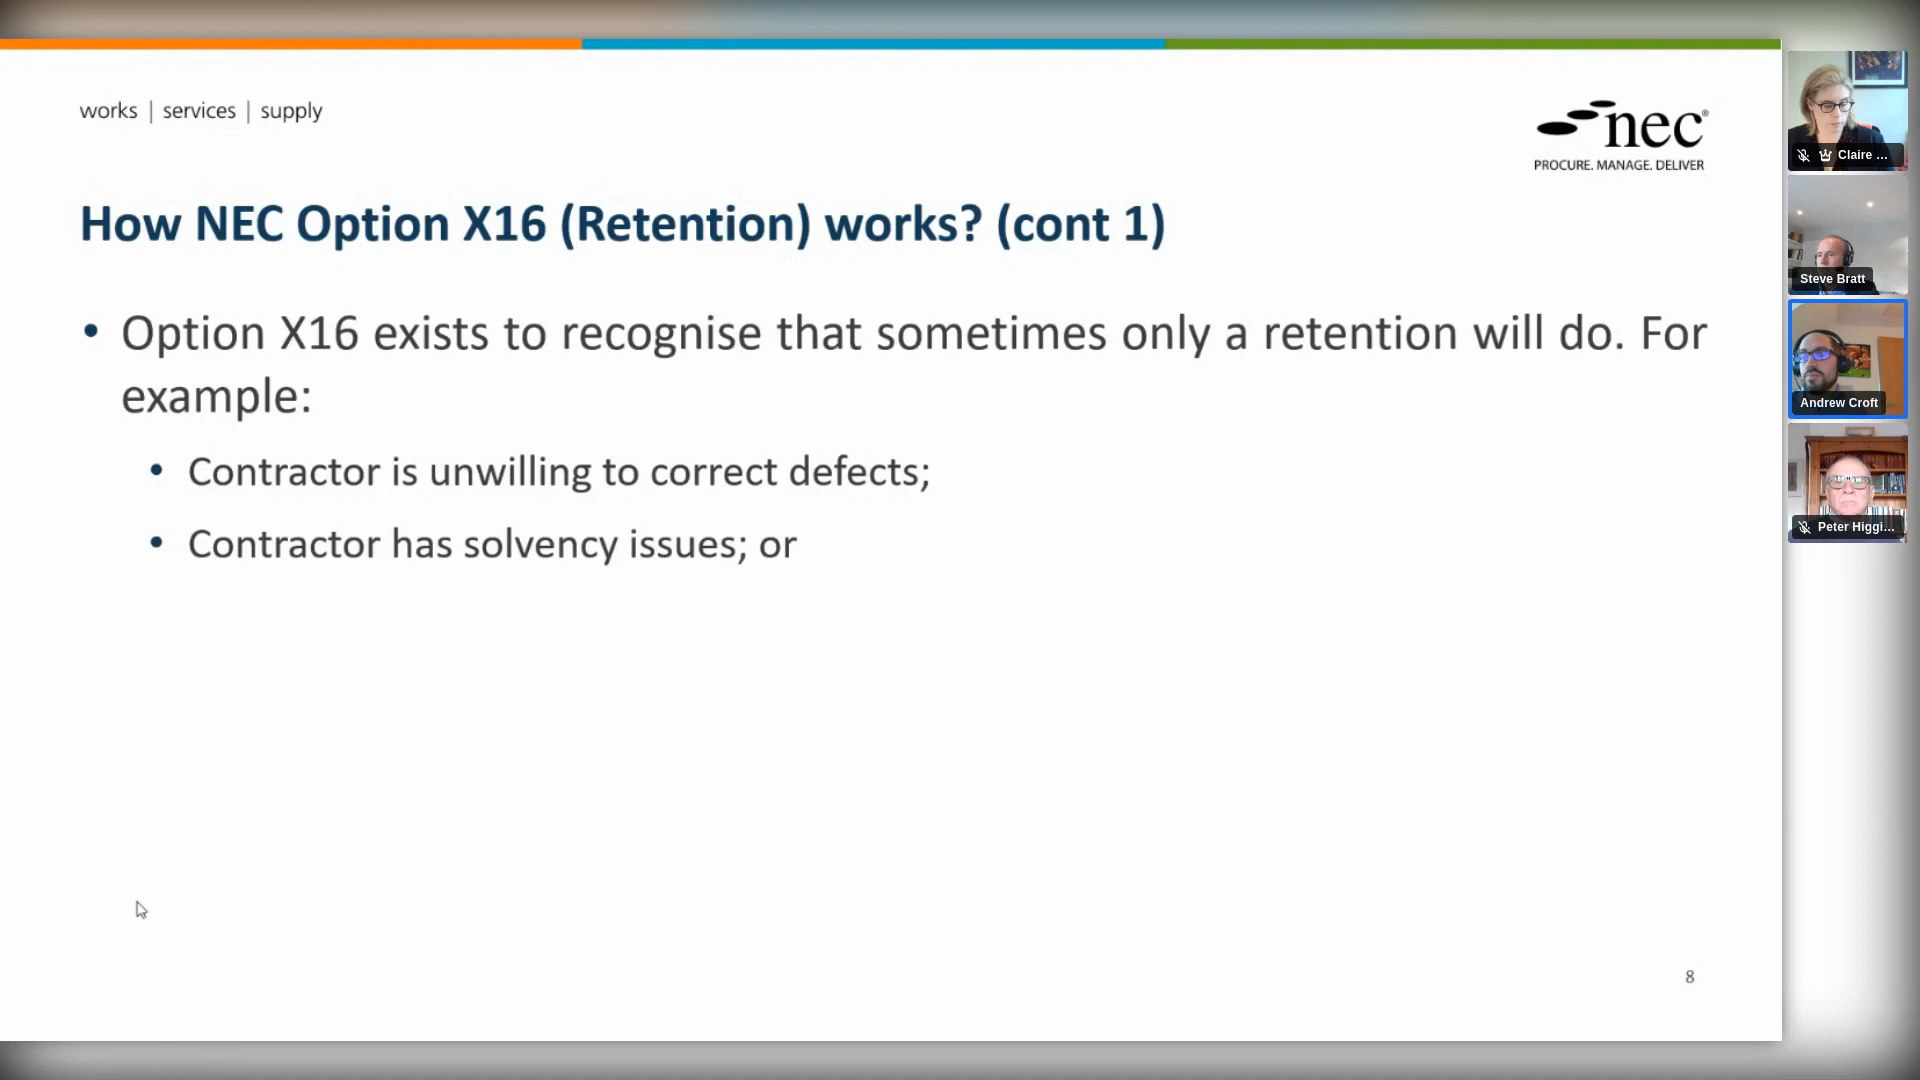 works | services | supply
nec®
PROCURE. MANAGE. DELIVER
How NEC Option X16 (Retention) works? (cont 1)
• Option X16 exists to recognise that sometimes only a retention will do. For
example:
• Contractor is unwilling to correct defects;
• Contractor has solvency issues; or
8
Claire ...
Steve Bratt
Andrew Croft
Peter Higgi...